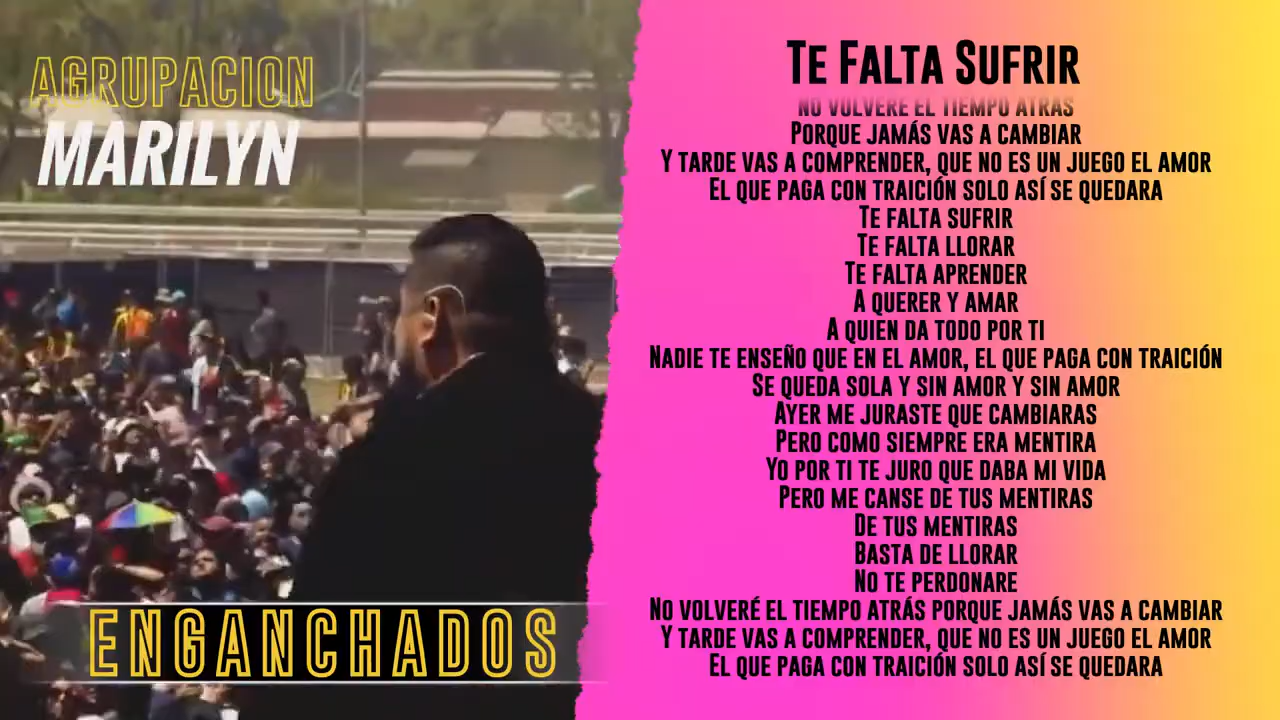 AGRUPACION
MARILYN
ENGANCHADOS
TE FALTA SUFRIR
NO VOLVERE EL TIEMPO ATRÁS
PORQUE JAMÁS VAS A CAMBIAR
Y TARDE VAS A COMPRENDER, QUE NO ES UN JUEGO EL AMOR
EL QUE PAGA CON TRAICIÓN SOLO ASÍ SE QUEDARA
TE FALTA SUFRIR
TE FALTA LLORAR
TE FALTA APRENDER
A QUERER Y AMAR
A QUIEN DA TODO POR TI
NADIE TE ENSEÑO QUE EN EL AMOR, EL QUE PAGA CON TRAICIÓN
SE QUEDA SOLA Y SIN AMOR Y SIN AMOR
AYER ME JURASTE QUE CAMBIARAS
PERO COMO SIEMPRE ERA MENTIRA
YO POR TI TE JURO QUE DABA MI VIDA
PERO ME CANSE DE TUS MENTIRAS
DE TUS MENTIRAS
BASTA DE LLORAR
NO TE PERDONARE
NO VOLVERÉ EL TIEMPO ATRÁS PORQUE JAMÁS VAS A CAMBIAR
Y TARDE VAS A COMPRENDER, QUE NO ES UN JUEGO EL AMOR
EL QUE PAGA CON TRAICIÓN SOLO ASÍ SE QUEDARA